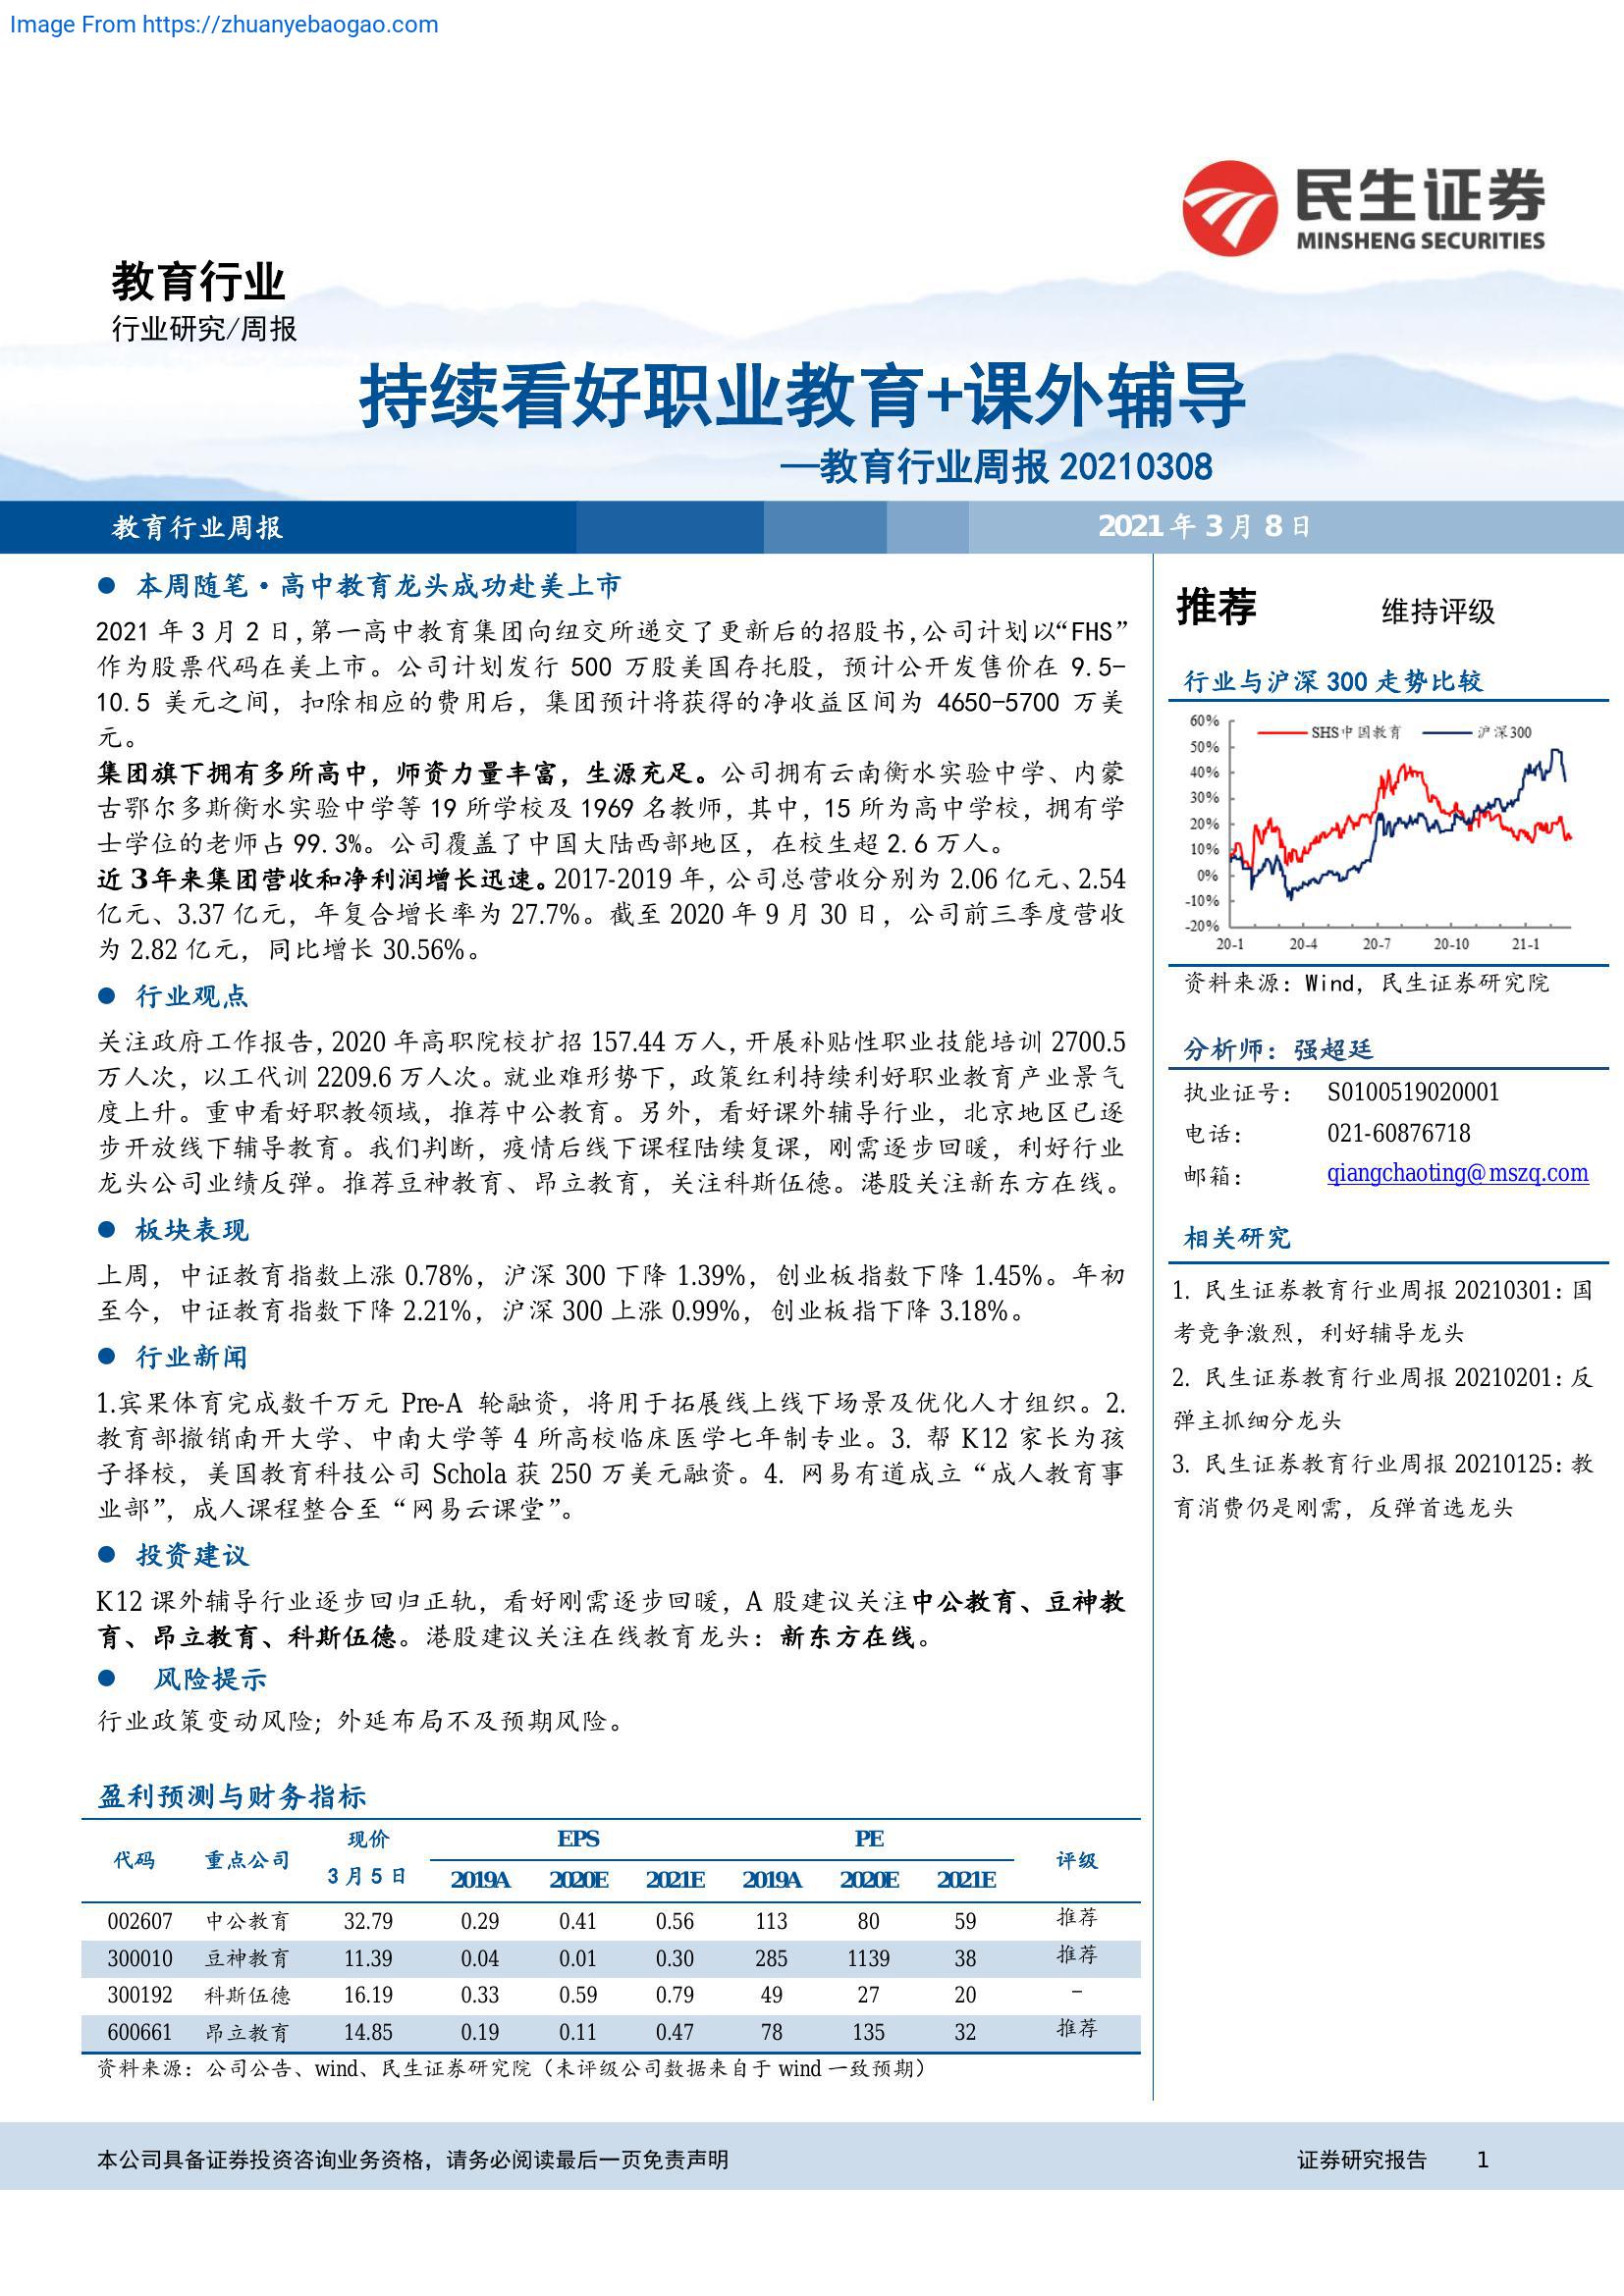 Image From https://zhuanyebaogao.com
民生证券
MINSHENG SECURITIES
教育行业
行业研究/周报
持续看好职业教育+课外辅导
—教育行业周报 20210308
教育行业周报
2021 年 3 月 8 日
● 本周随笔·高中教育龙头成功赴美上市
2021 年 3 月 2 日，第一高中教育集团向纽交所递交了更新后的招股书，公司计划以“FHS”
作为股票代码在美上市。公司计划发行 500 万股美国存托股，预计公开发售价在 9.5-
10.5 美元之间，扣除相应的费用后，集团预计将获得的净收益区间为 4650-5700 万美
元。
集团旗下拥有多所高中，师资力量丰富，生源充足。公司拥有云南衡水实验中学、内蒙
古鄂尔多斯衡水实验中学等 19 所学校及 1969 名教师，其中，15 所为高中学校，拥有学
士学位的老师占 99.3%。公司覆盖了中国大陆西部地区，在校生超 2.6 万人。
近 3 年来集团营收和净利润增长迅速。2017-2019 年，公司总营收分别为 2.06 亿元、2.54
亿元、3.37 亿元，年复合增长率为 27.7%。截至 2020 年 9 月 30 日，公司前三季度营收
为 2.82 亿元，同比增长 30.56%。
● 行业观点
关注政府工作报告，2020 年高职院校扩招 157.44 万人，开展补贴性职业技能培训 2700.5
万人次，以工代训 2209.6 万人次。就业难形势下，政策红利持续利好职业教育产业景气
度上升。重申看好职教领域，推荐中公教育。另外，看好课外辅导行业，北京地区已逐
步开放线下辅导教育。我们判断，疫情后线下课程陆续复课，刚需逐步回暖，利好行业
龙头公司业绩反弹。推荐豆神教育、昂立教育，关注科斯伍德。港股关注新东方在线。
● 板块表现
上周，中证教育指数上涨 0.78%，沪深 300 下降 1.39%，创业板指数下降 1.45%。年初
至今，中证教育指数下降 2.21%，沪深 300 上涨 0.99%，创业板指下降 3.18%。
● 行业新闻
1.宾果体育完成数千万元 Pre-A 轮融资，将用于拓展线上线下场景及优化人才组织。2.
教育部撤销南开大学、中南大学等 4 所高校临床医学七年制专业。3. 帮 K12 家长为孩
子择校，美国教育科技公司 Schola 获 250 万美元融资。4. 网易有道成立“成人教育事
业部”，成人课程整合至“网易云课堂”。
● 投资建议
K12 课外辅导行业逐步回归正轨，看好刚需逐步回暖，A 股建议关注中公教育、豆神教
育、昂立教育、科斯伍德。港股建议关注在线教育龙头：新东方在线。
● 风险提示
行业政策变动风险；外延布局不及预期风险。
盈利预测与财务指标
代码 重点公司 现价 EPS PE 评级
3 月 5 日 2019A 2020E 2021E 2019A 2020E 2021E
002607 中公教育 32.79 0.29 0.41 0.56 113 80 59 推荐
300010 豆神教育 11.39 0.04 0.01 0.30 285 1139 38 推荐
300192 科斯伍德 16.19 0.33 0.59 0.79 49 27 20 -
600661 昂立教育 14.85 0.19 0.11 0.47 78 135 32 推荐
资料来源：公司公告、wind、民生证券研究院（未评级公司数据来自于 wind 一致预期）
推荐 维持评级
行业与沪深 300 走势比较
SHS中国教育 沪深300
60%
50%
40%
30%
20%
10%
0%
-10%
-20%
20-1 20-4 20-7 20-10 21-1
资料来源：Wind，民生证券研究院
分析师：强超廷
执业证号： S0100519020001
电话： 021-60876718
邮箱： qiangchaoting@mszq.com
相关研究
1. 民生证券教育行业周报 20210301：国
考竞争激烈，利好辅导龙头
2. 民生证券教育行业周报 20210201：反
弹主抓细分龙头
3. 民生证券教育行业周报 20210125：教
育消费仍是刚需，反弹首选龙头
本公司具备证券投资咨询业务资格，请务必阅读最后一页免责声明
证券研究报告 1